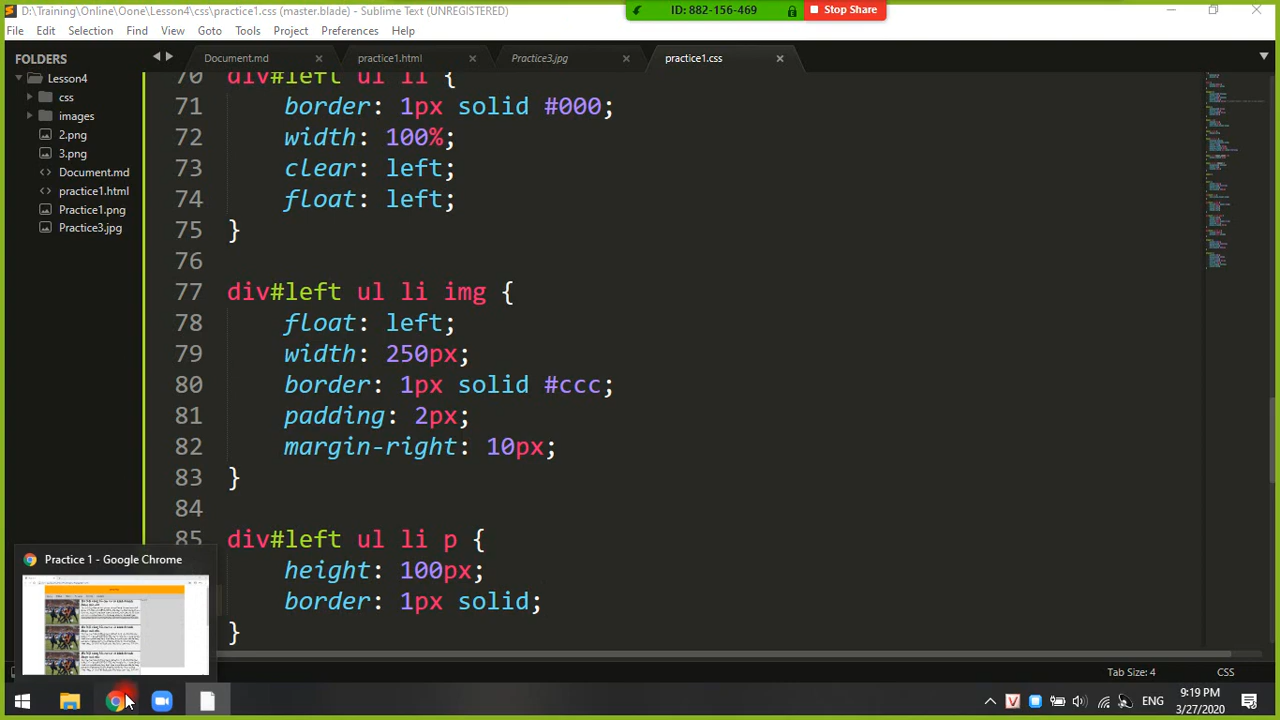 D:\Training\Online\Oone\Lesson4\css\practice1.css (master.blade) - Sublime Text (UNREGISTERED)
ID: 882-156-469
Stop Share
File Edit Selection Find View Goto Tools Project Preferences Help
FOLDERS
Lesson4
css
images
2.png
3.png
Document.md
practice1.html
Practice1.png
Practice3.jpg
Document.md × practice1.html × Practice3.jpg × practice1.css ×
70 div#left ul li {
71 border: 1px solid #000;
72 width: 100%;
73 clear: left;
74 float: left;
75 }
76
77 div#left ul li img {
78 float: left;
79 width: 250px;
80 border: 1px solid #ccc;
81 padding: 2px;
82 margin-right: 10px;
83 }
84
85 div#left ul li p {
height: 100px;
border: 1px solid;
}
Practice 1 - Google Chrome
Tab Size: 4 CSS
ENG
9:19 PM
3/27/2020